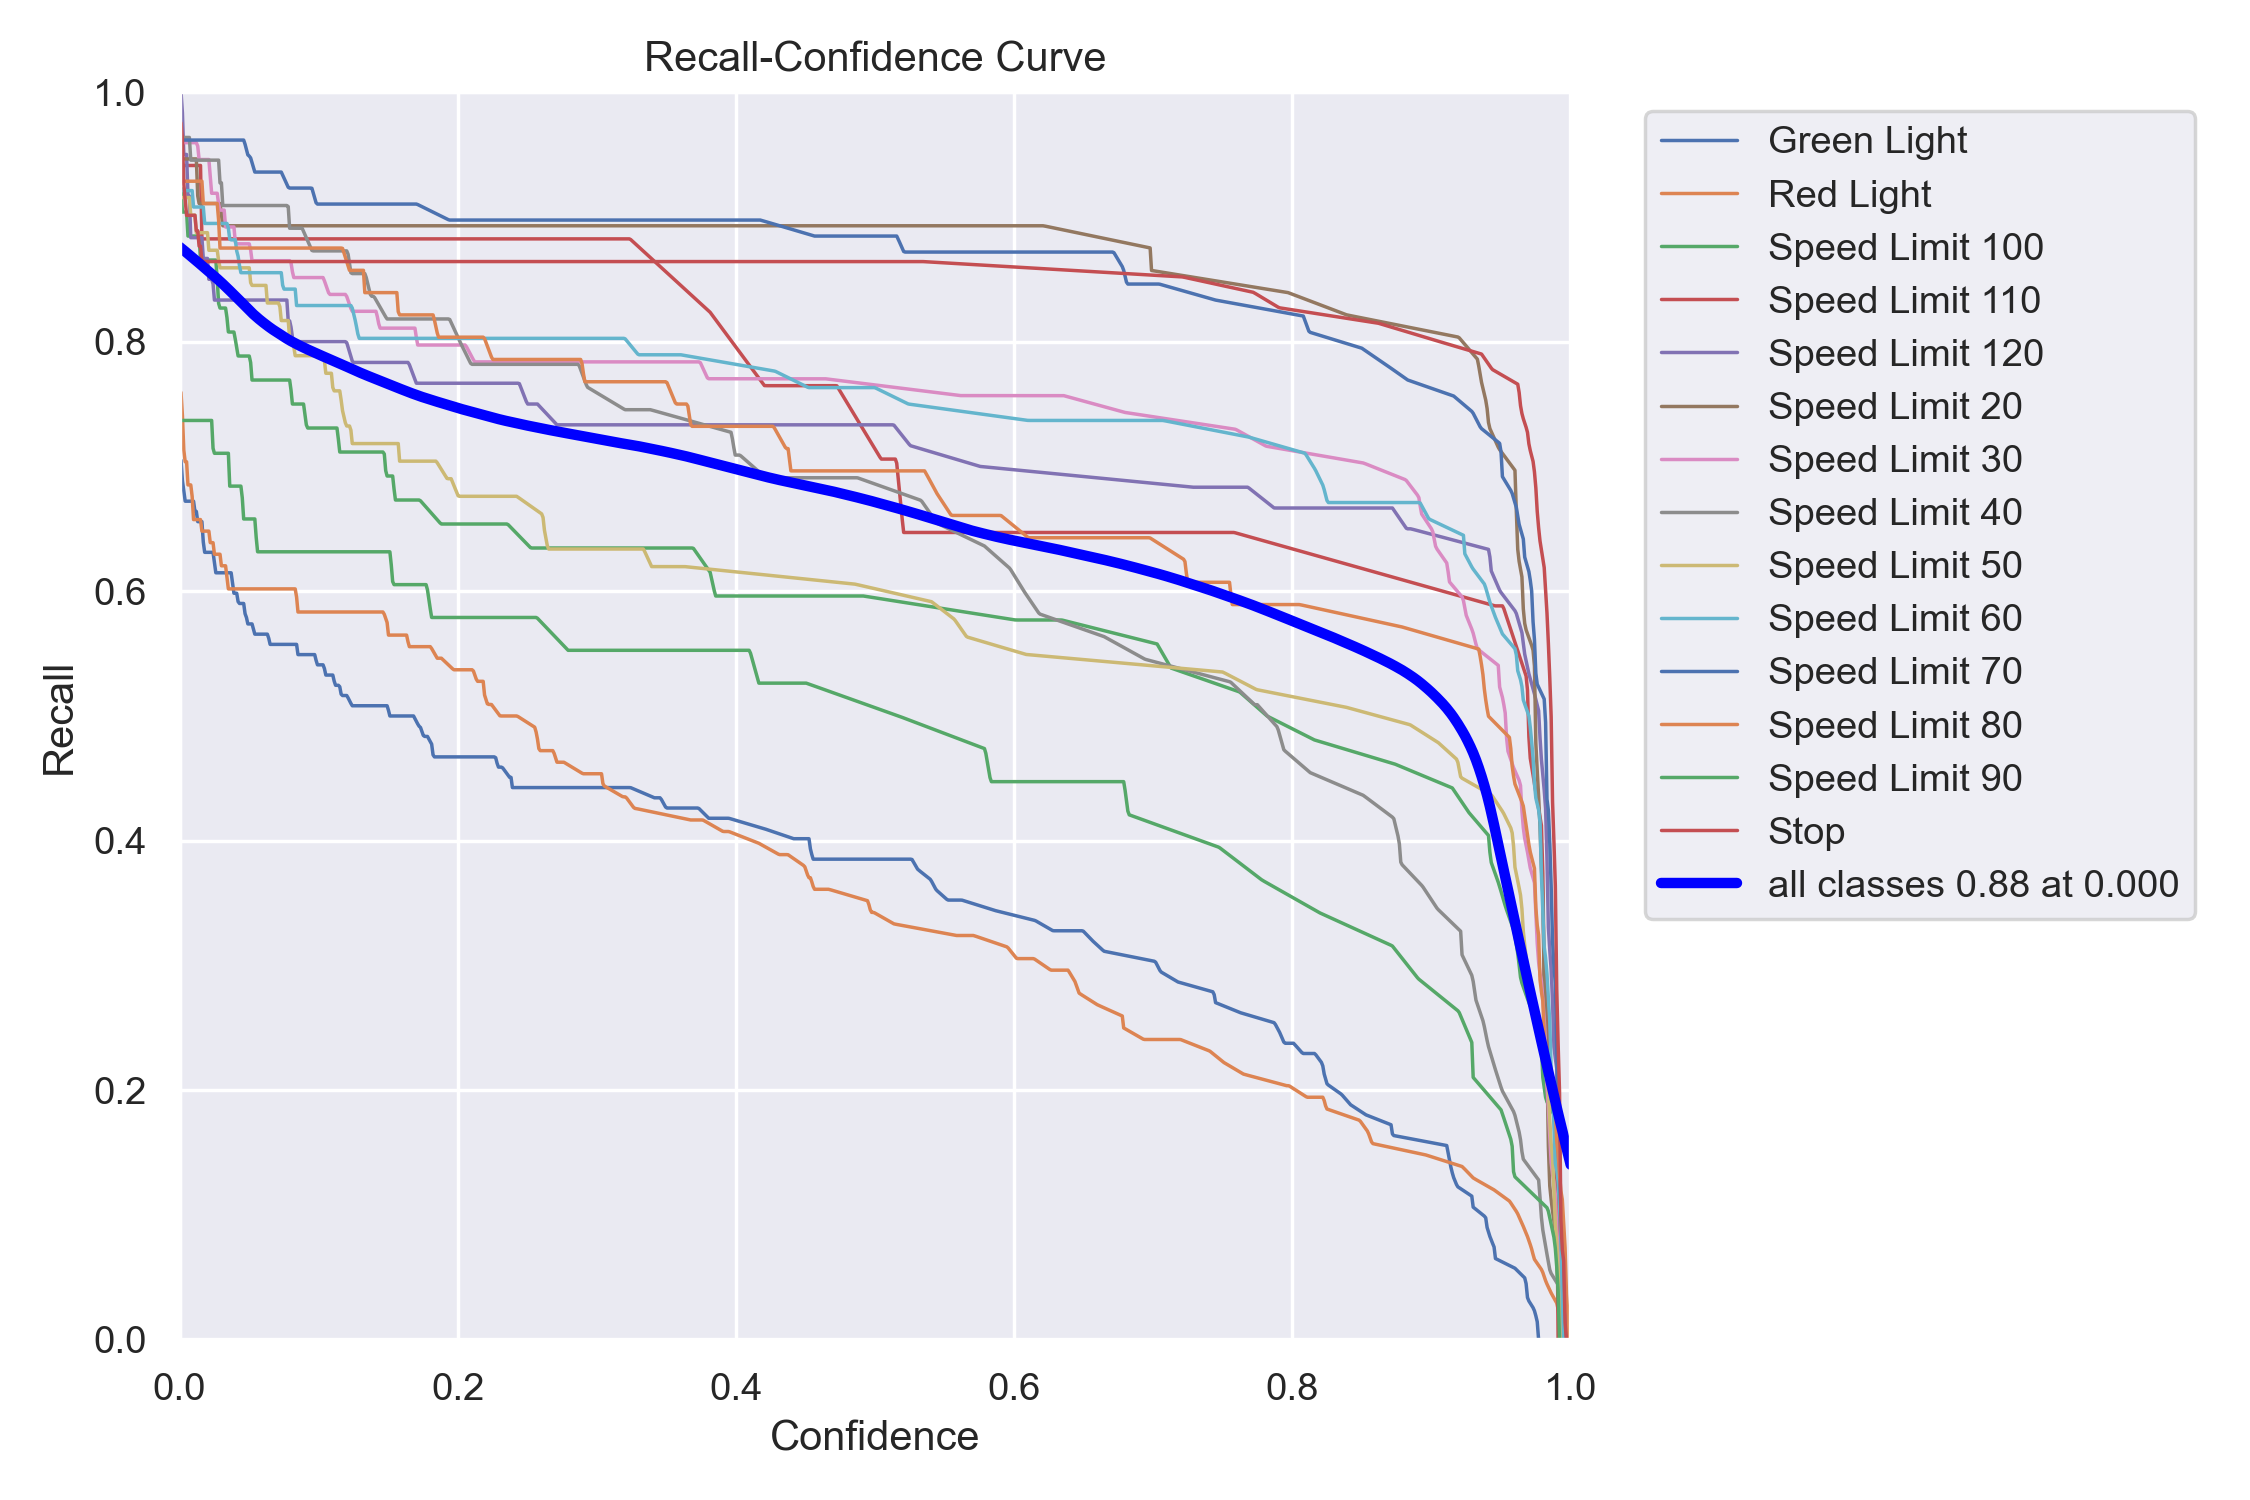 Recall-Confidence Curve
1.0
0.8
0.6
0.4
0.2
0.0
Recall
0.0 0.2 0.4 0.6 0.8 1.0
Confidence
Green Light
Red Light
Speed Limit 100
Speed Limit 110
Speed Limit 120
Speed Limit 20
Speed Limit 30
Speed Limit 40
Speed Limit 50
Speed Limit 60
Speed Limit 70
Speed Limit 80
Speed Limit 90
Stop
all classes 0.88 at 0.000